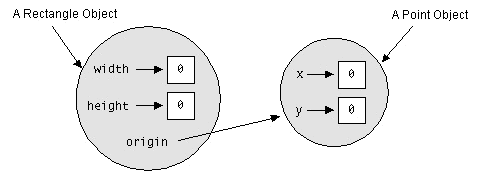 A Rectangle Object
A Point Object
width 0
height 0
origin
x 0
y 0